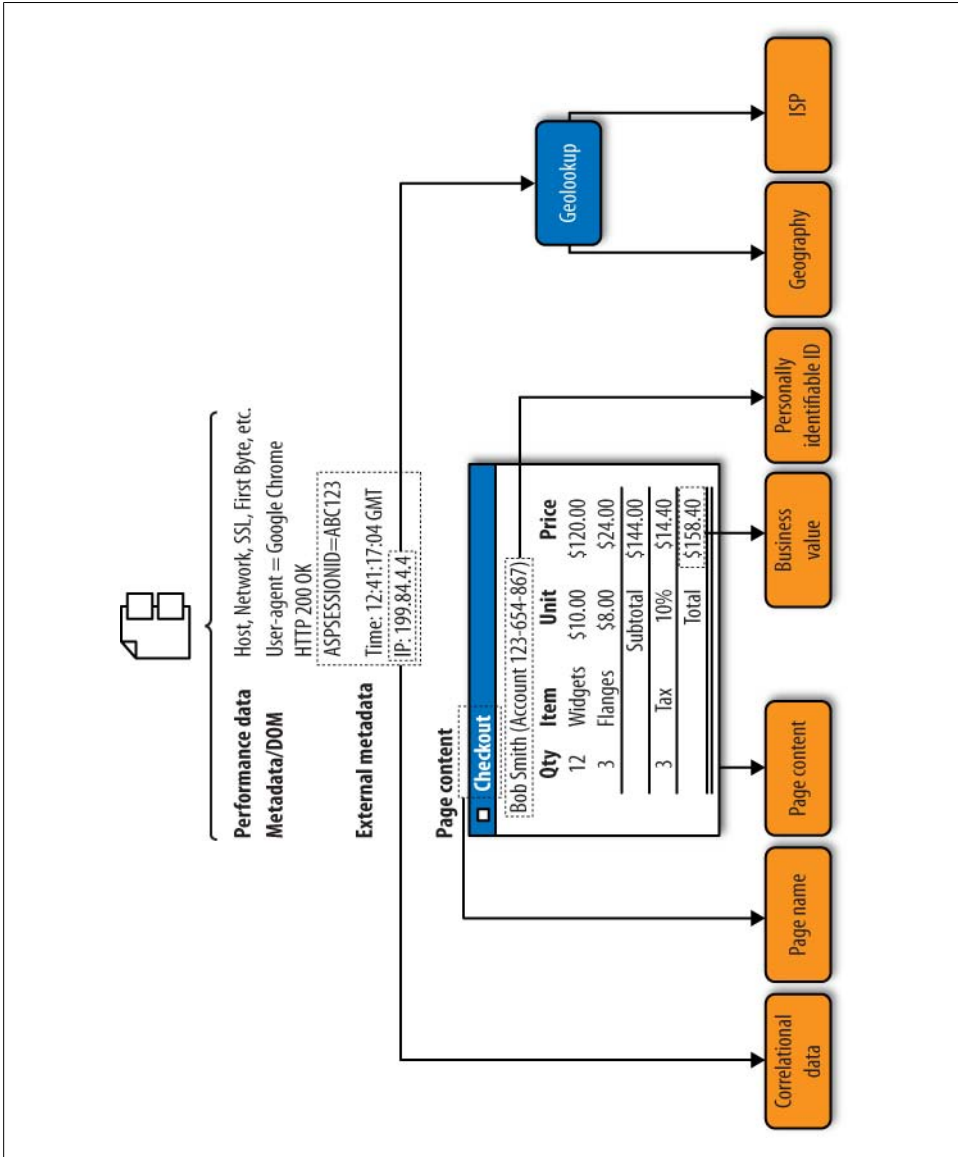 Performance data Host, Network, SSL, First Byte, etc.
Metadata/DOM User-agent = Google Chrome
HTTP 200 OK
ASPSESSIONID=ABC123
External metadata Time: 12:41:17:04 GMT
IP: 199.84.4.4
Page content
Checkout
Bob Smith (Account 123-654-867)
Qty Item Unit Price
12 Widgets $10.00 $120.00
3 Flanges $8.00 $24.00
Subtotal $144.00
3 Tax 10% $14.40
Total $158.40
Geolookup
Correlational
data
Page name
Page content
Business
value
Personally
identifiable ID
Geography
ISP